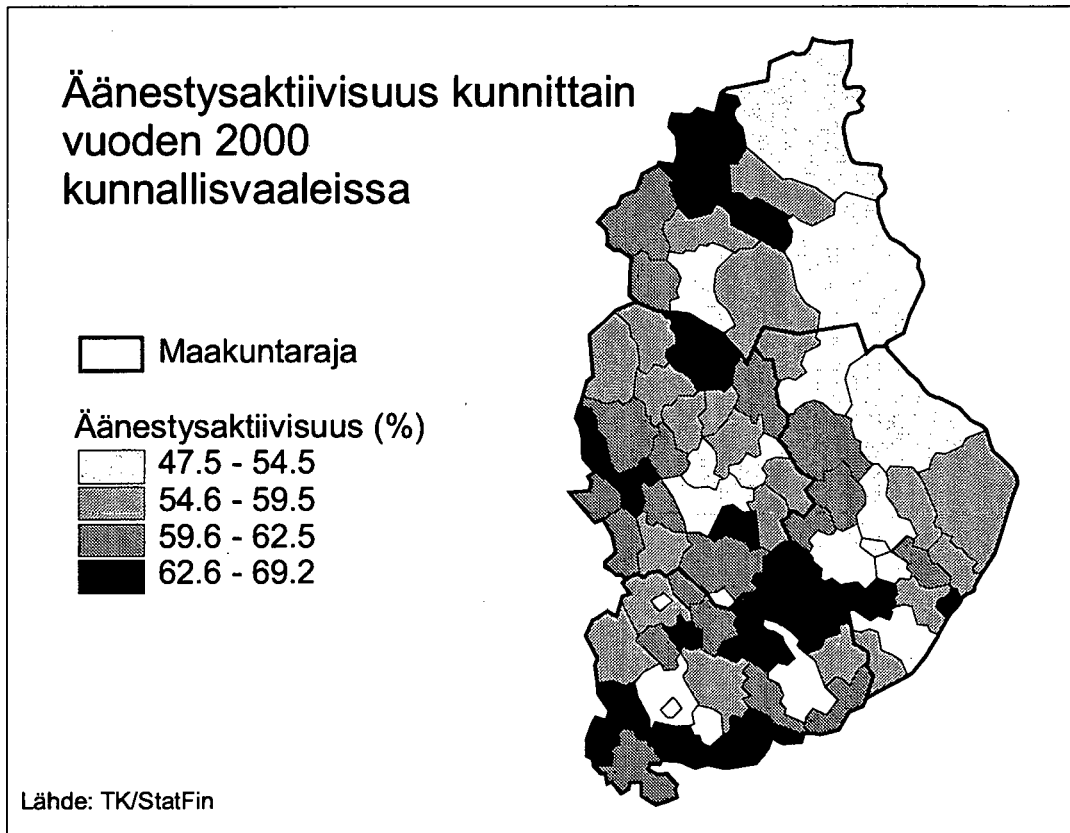 Äänestysaktiivisuus kunnittain
vuoden 2000
kunnallisvaaleissa
Maakuntaraja
Äänestysaktiivisuus (%)
47.5 - 54.5
54.6 - 59.5
59.6 - 62.5
62.6 - 69.2
Lähde: TK/StatFin